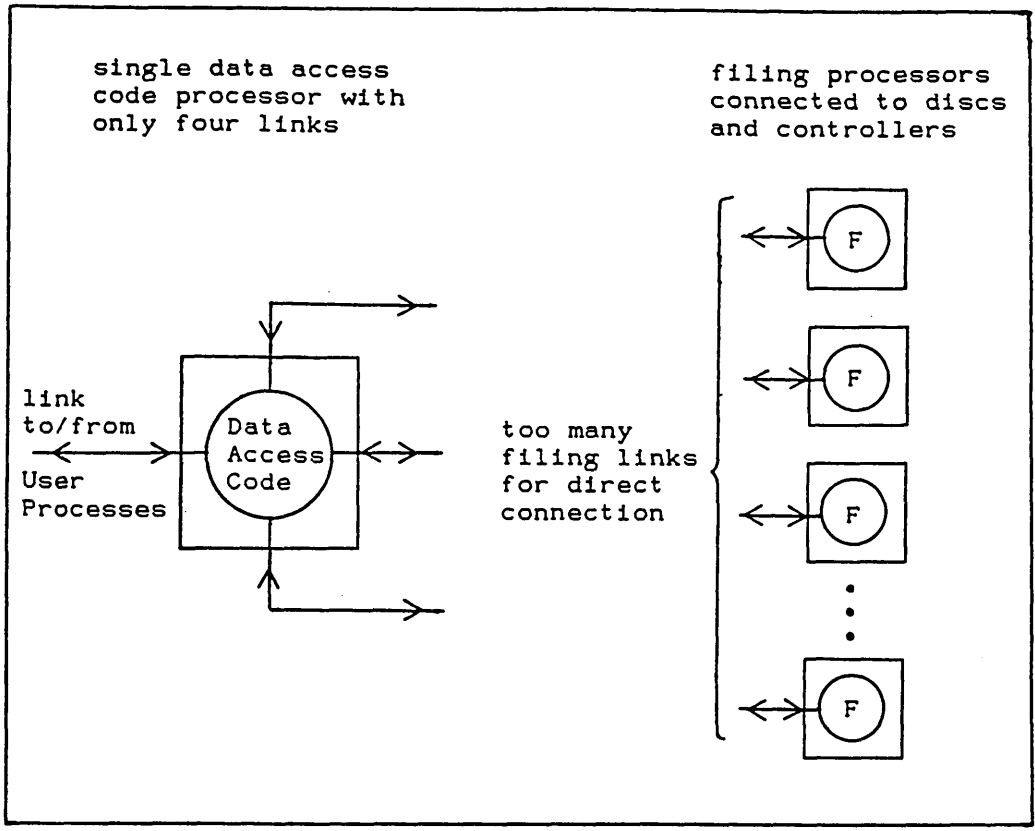 single data access
code processor with
only four links
filing processors
connected to discs
and controllers
link
to/from
User
Processes
Data
Access
Code
too many
filing links
for direct
connection
F
F
F
F